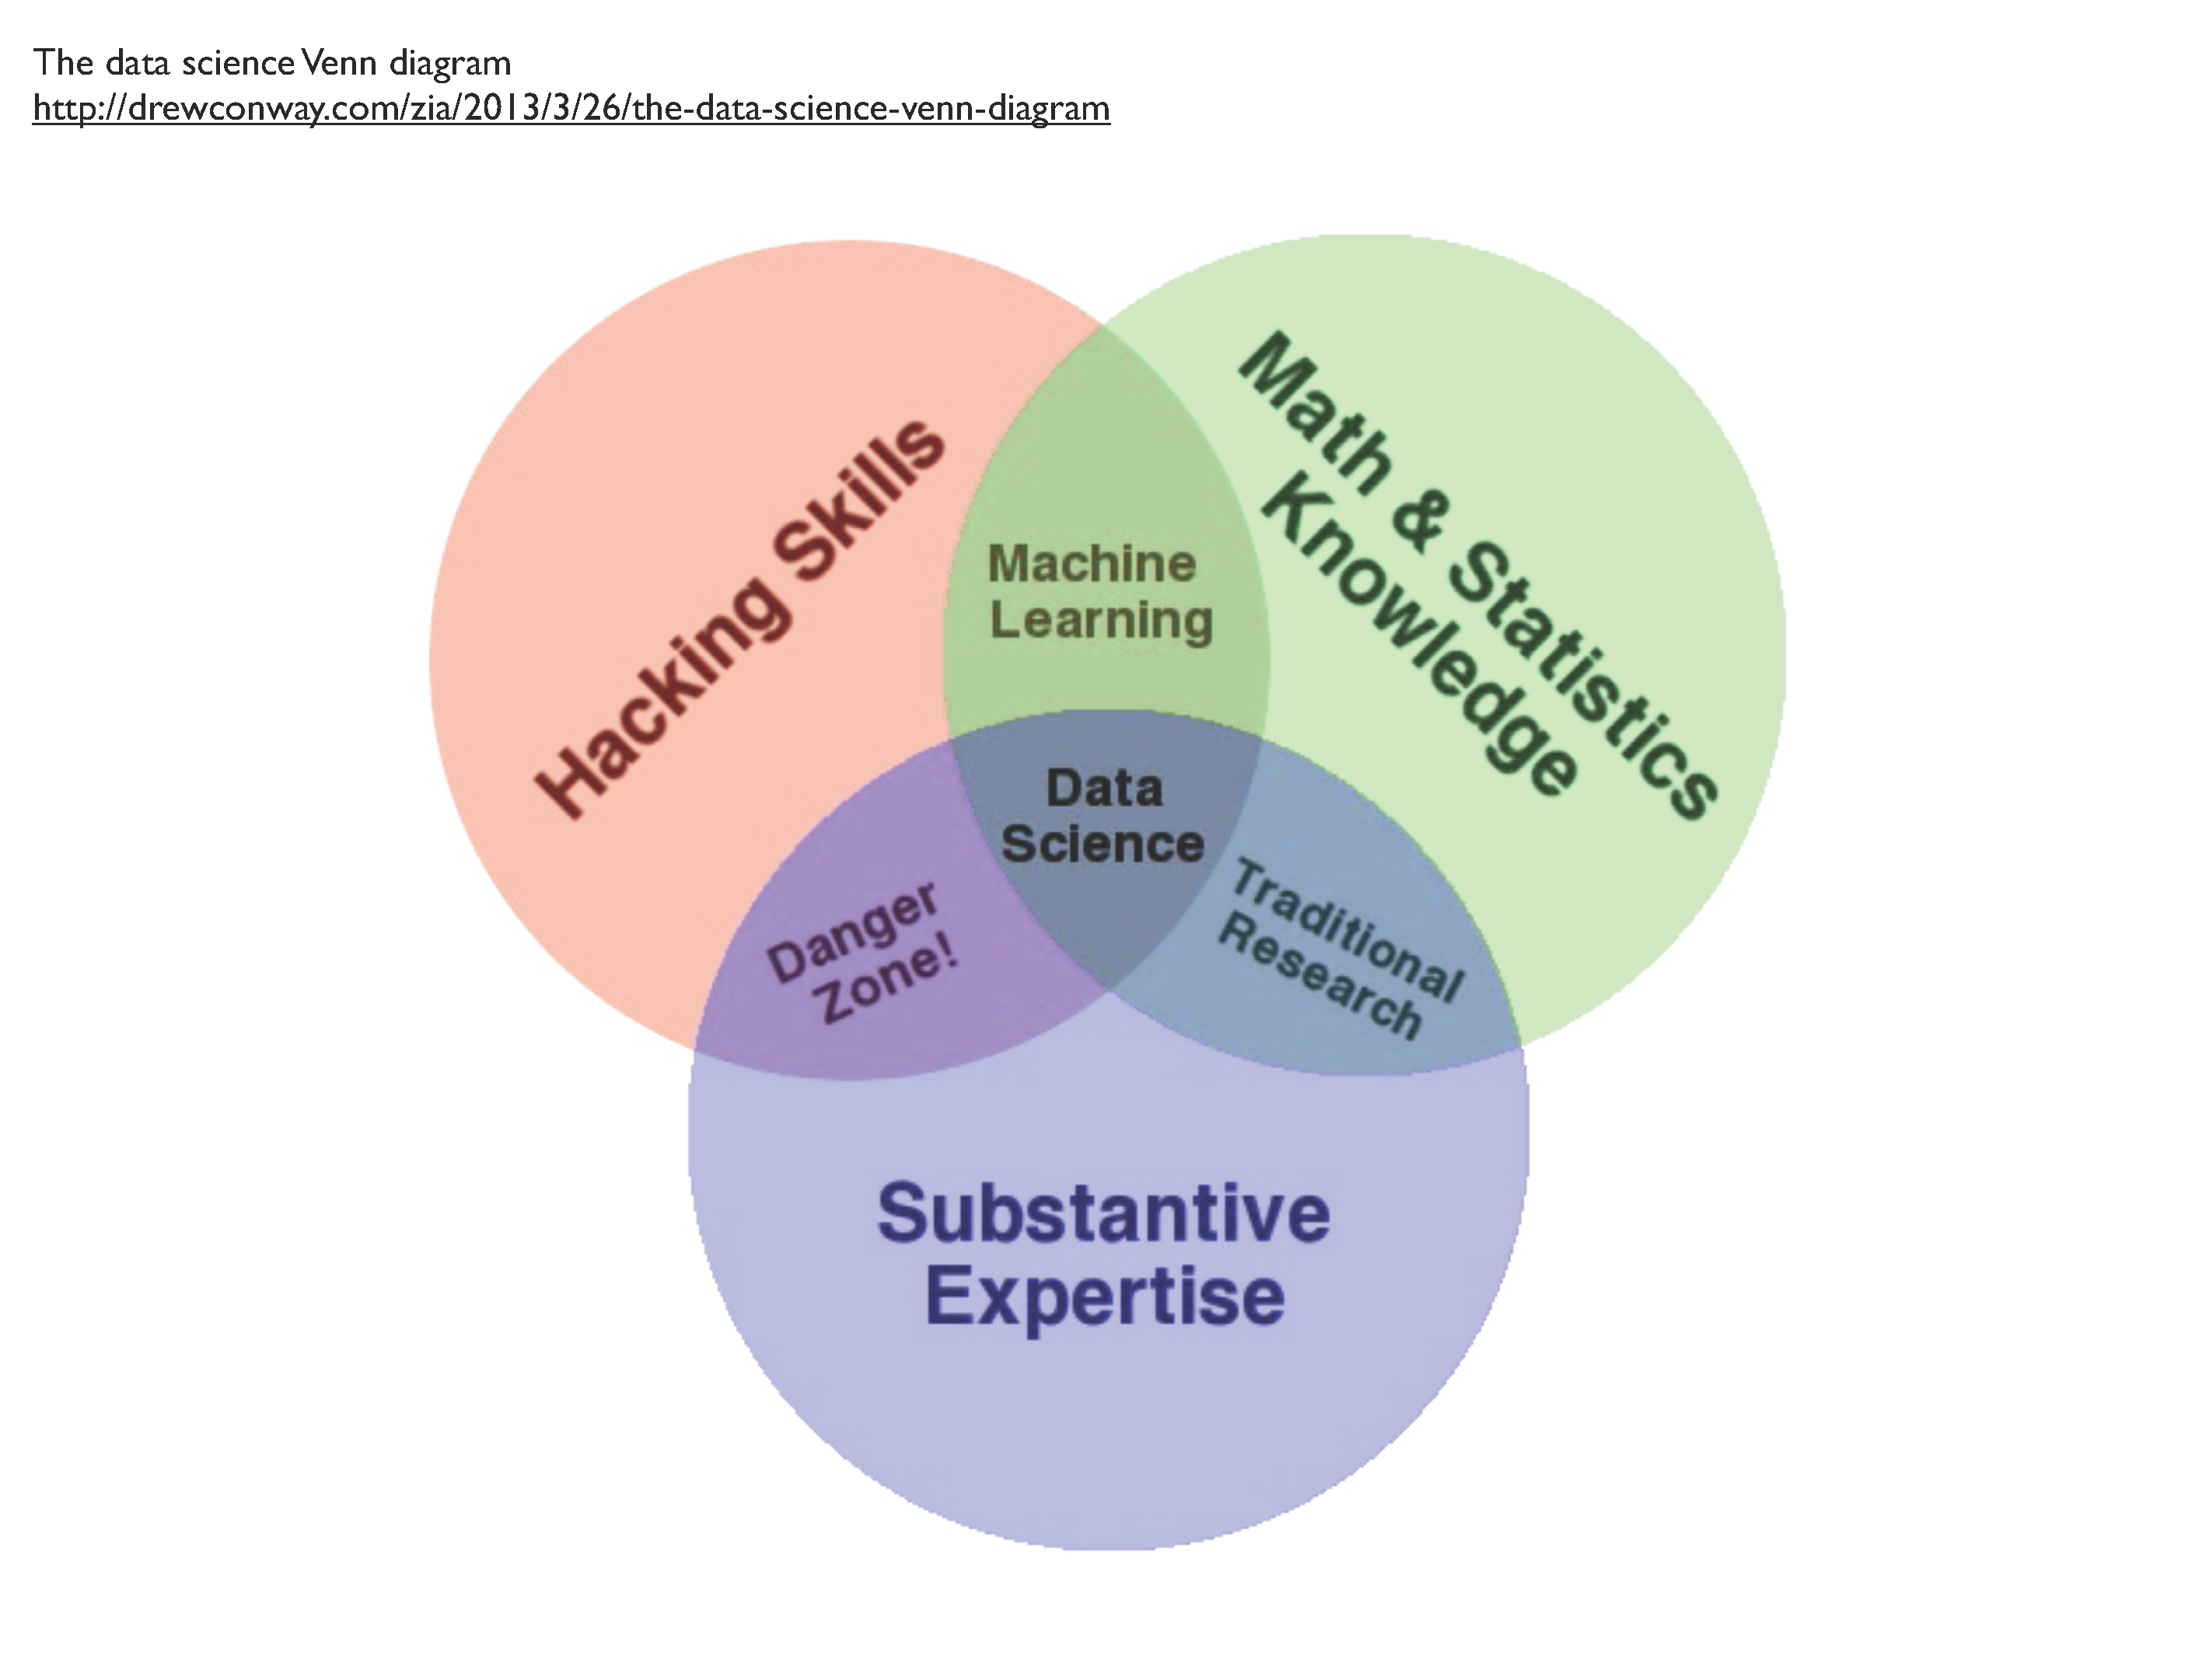 The data science Venn diagram
http://drewconway.com/zia/2013/3/26/the-data-science-venn-diagram
Hacking Skills
Math & Statistics
Knowledge
Machine
Learning
Data
Science
Danger
Zone!
Traditional
Research
Substantive
Expertise